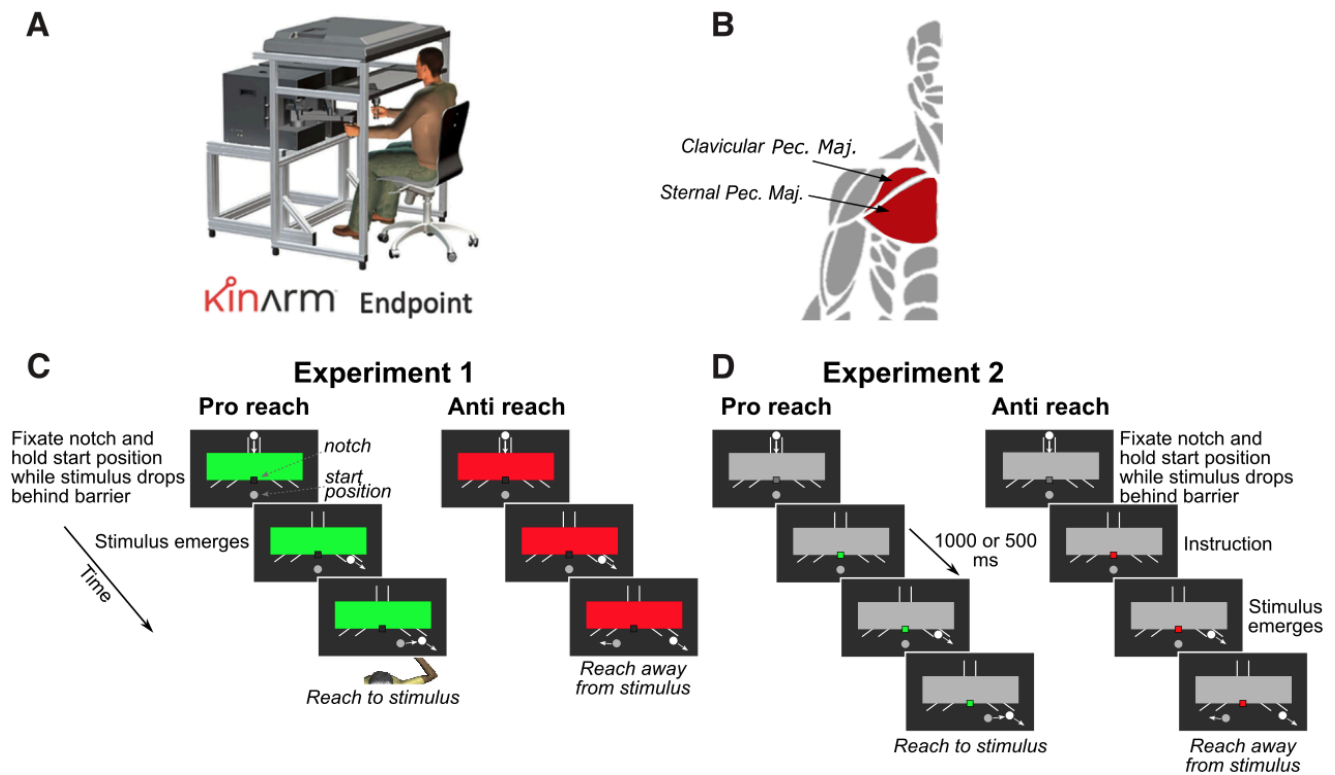 A
KINARM Endpoint
B
Clavicular Pec. Maj.
Sternal Pec. Maj.
C
Experiment 1
Pro reach
Anti reach
Fixate notch and
hold start position
while stimulus drops
behind barrier
notch
start
position
Stimulus emerges
Time
Reach to stimulus
Reach away
from stimulus
D
Experiment 2
Pro reach
Anti reach
Fixate notch and
hold start position
while stimulus drops
behind barrier
1000 or 500
ms
Instruction
Stimulus
emerges
Reach to stimulus
Reach away
from stimulus